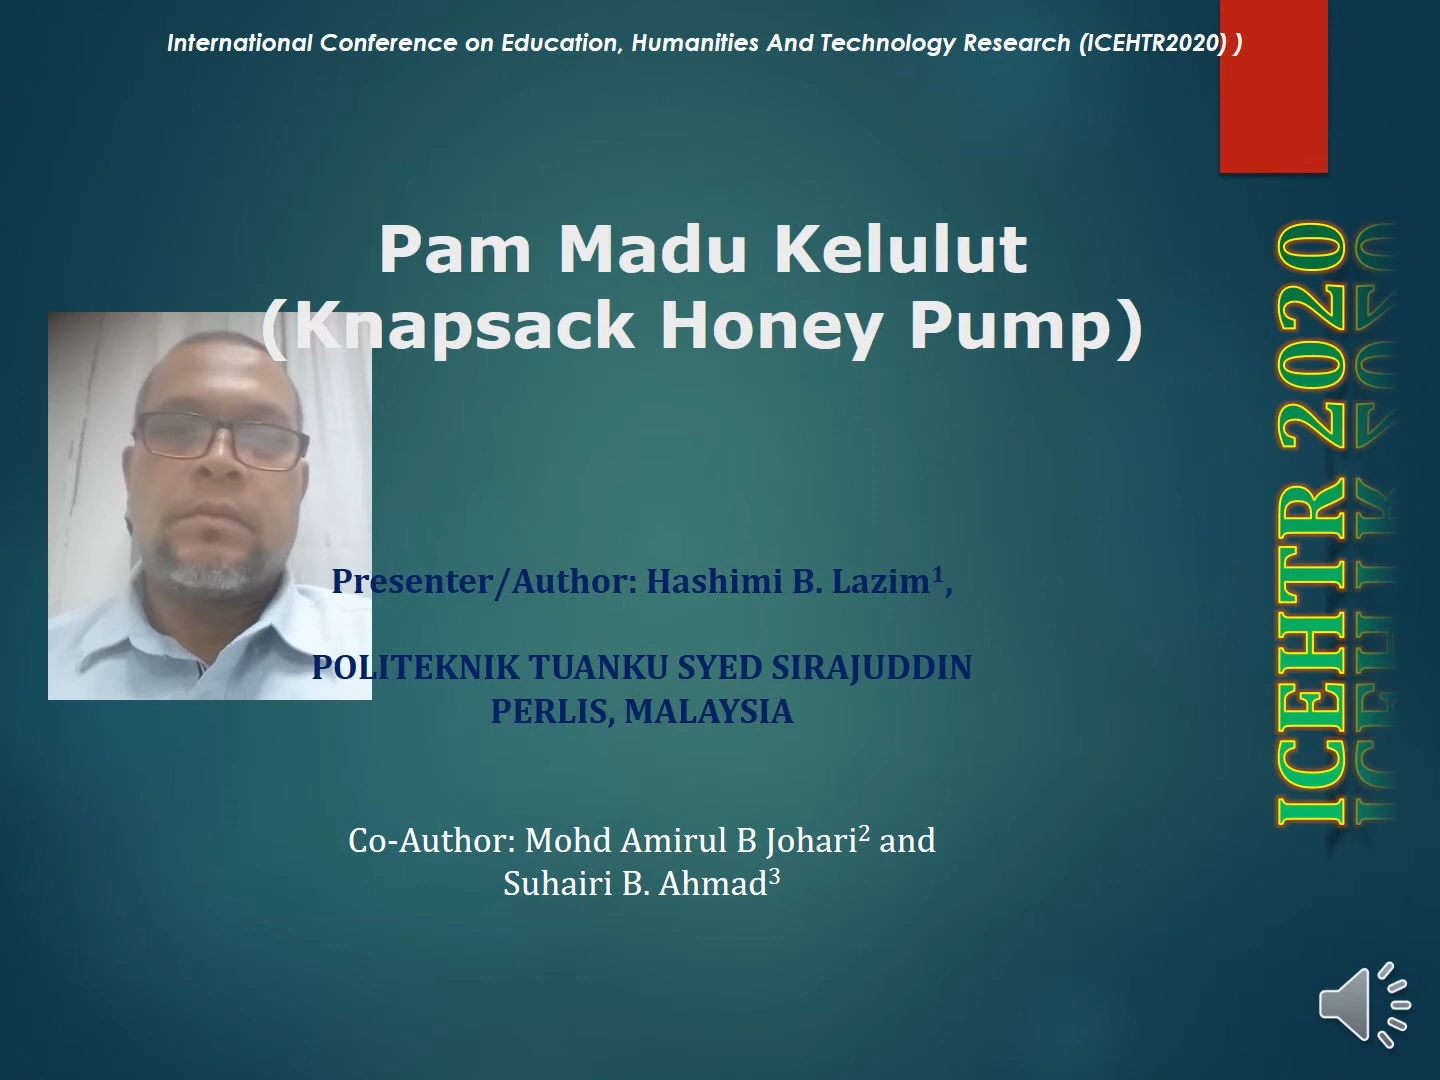 International Conference on Education, Humanities And Technology Research (ICEHTR2020) )
Pam Madu Kelulut
(Knapsack Honey Pump)
Presenter/Author: Hashimi B. Lazim¹,
POLITEKNIK TUANKU SYED SIRAJUDDIN
PERLIS, MALAYSIA
Co-Author: Mohd Amirul B Johari² and
Suhairi B. Ahmad³
ICEHTR 2020